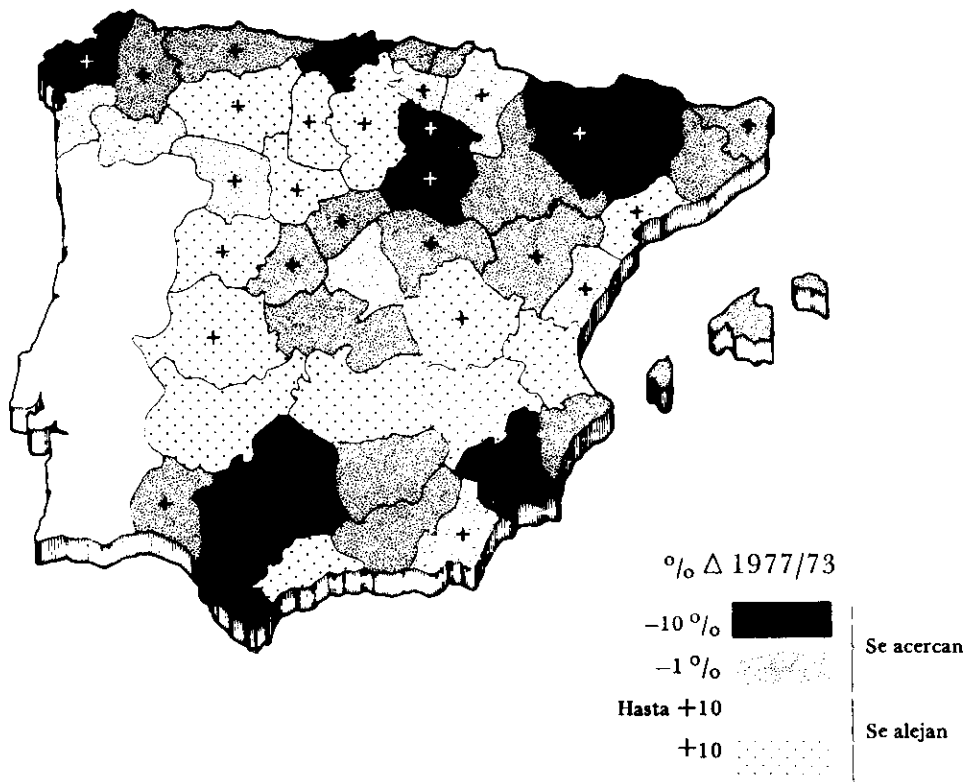 % Δ 1977/73
−10 %
−1 %
Se acercan
Hasta +10
+10
Se alejan